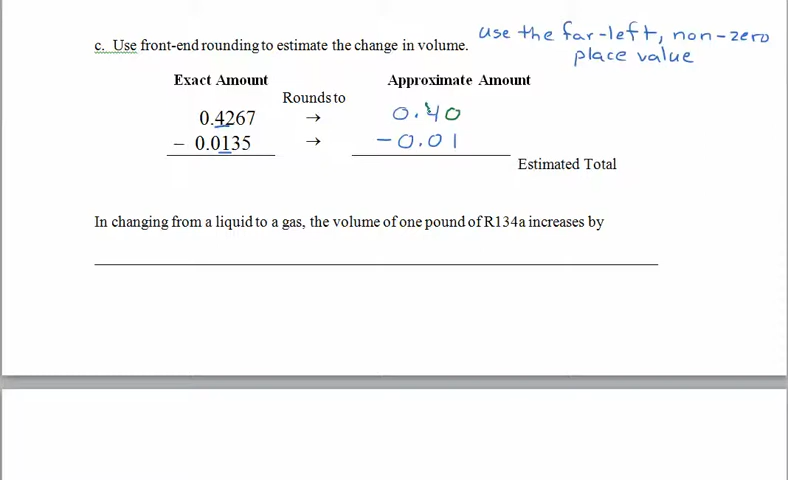 c. Use front-end rounding to estimate the change in volume.
use the far-left, non-zero
place value
Exact Amount Approximate Amount
Rounds to
0.4267 → 0.40
− 0.0135 → −0.01
Estimated Total
In changing from a liquid to a gas, the volume of one pound of R134a increases by